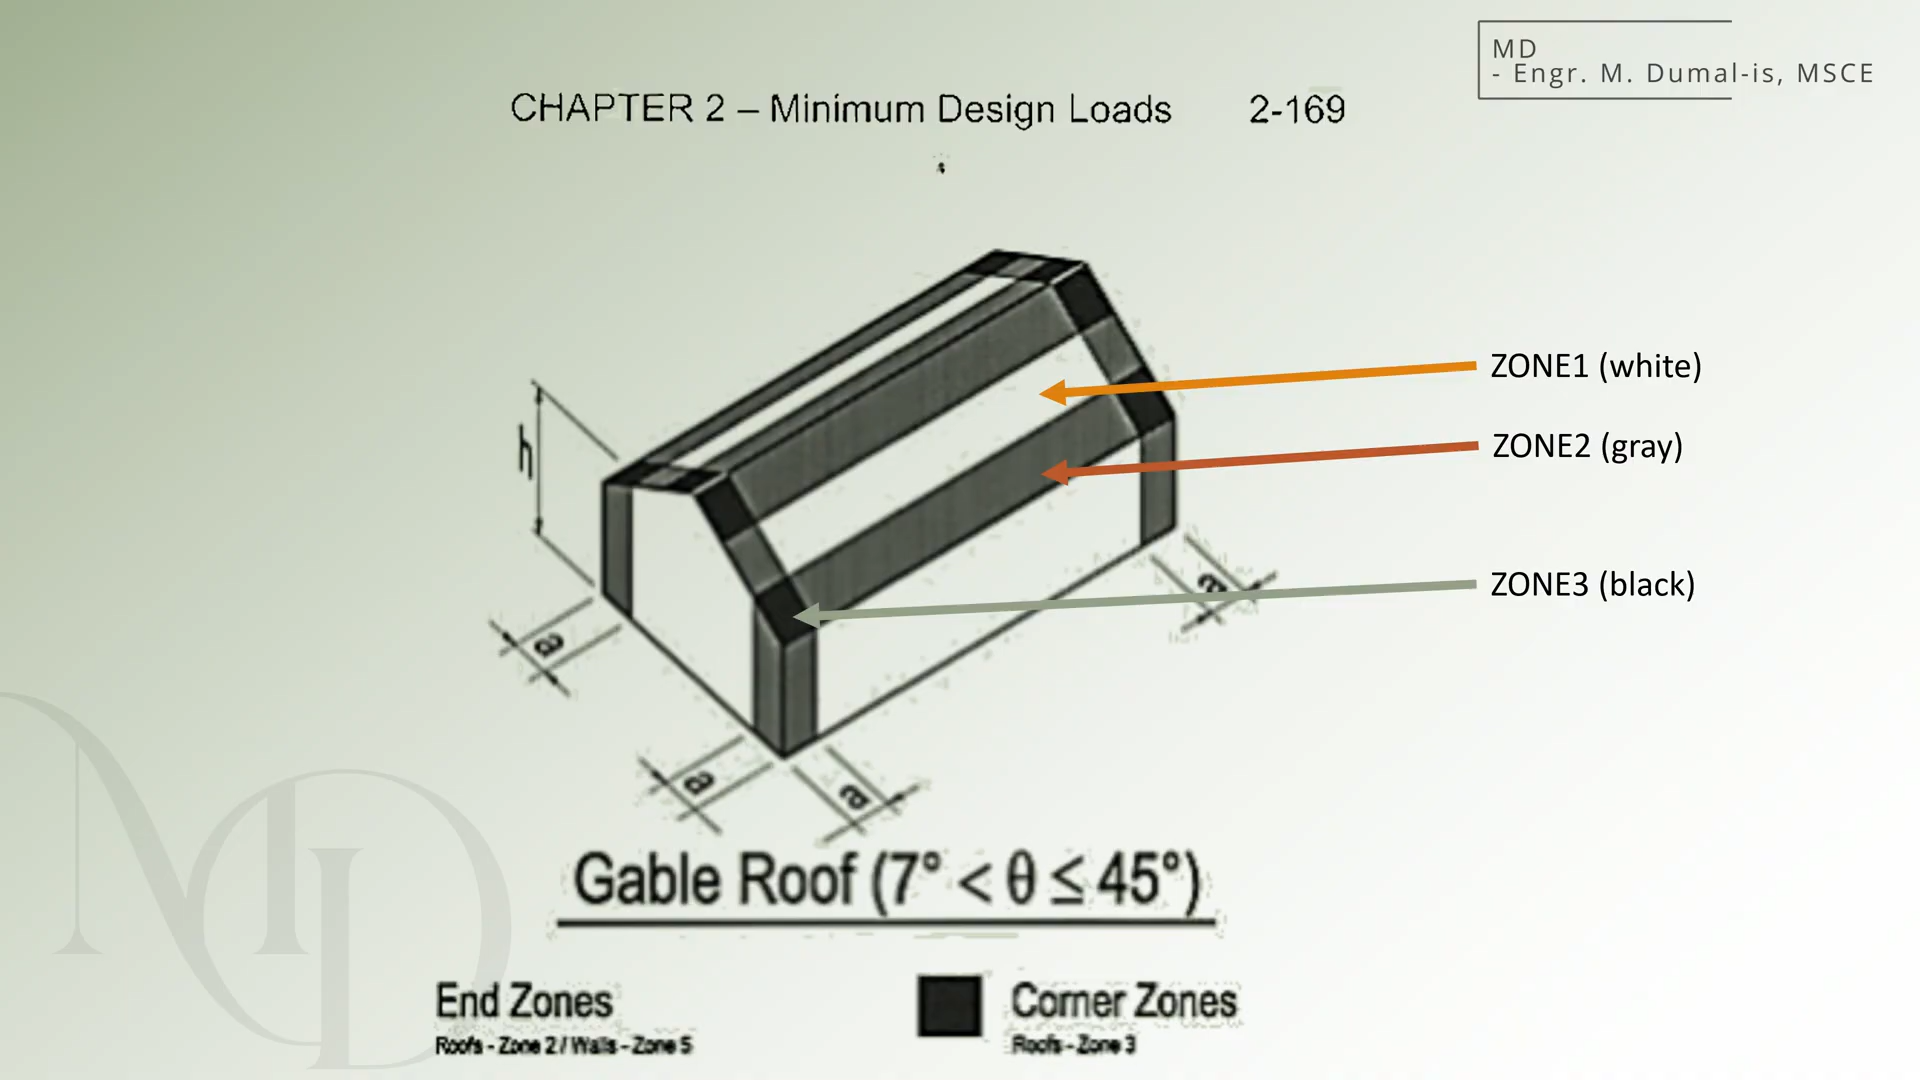 MD
- Engr. M. Dumal-is, MSCE
CHAPTER 2 – Minimum Design Loads 2-169
h
ZONE1 (white)
ZONE2 (gray)
ZONE3 (black)
a
a
a
a
Gable Roof (7° < θ ≤ 45°)
End Zones
Roofs - Zone 2 / Walls - Zone 5
Corner Zones
Roofs - Zone 3
MD